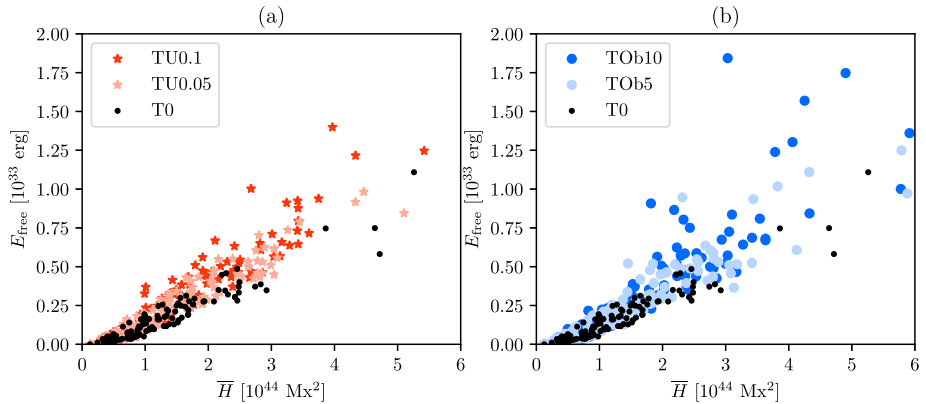 (a)
2.00
1.75
1.50
1.25
1.00
0.75
0.50
0.25
0.00
E_free [10^33 erg]
TU0.1
TU0.05
T0
0 1 2 3 4 5 6
H̅ [10^44 Mx^2]
(b)
2.00
1.75
1.50
1.25
1.00
0.75
0.50
0.25
0.00
E_free [10^33 erg]
TOb10
TOb5
T0
0 1 2 3 4 5 6
H̅ [10^44 Mx^2]